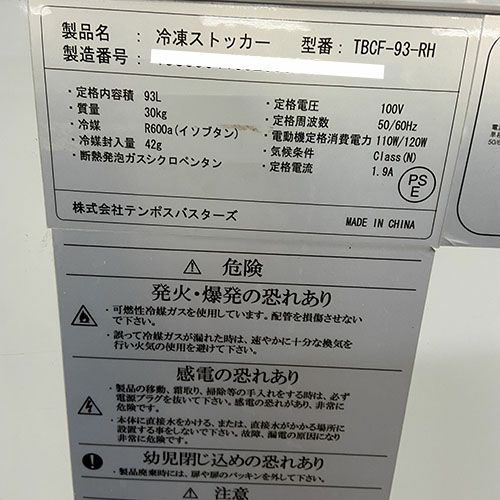 製品名： 冷凍ストッカー 型番：TBCF-93-RH
製造番号：
・定格内容積 93L
・質量 30kg
・冷媒 R600a(イソブタン)
・冷媒封入量 42g
・断熱発泡ガスシクロペンタン
・定格電圧 100V
・定格周波数 50/60Hz
・電動機定格消費電力 110W/120W
・気候条件 Class(N)
・定格電流 1.9A
PS
E
株式会社テンポスバスターズ
MADE IN CHINA
⚠ 危険
発火・爆発の恐れあり
・可燃性冷媒ガスを使用しています。配管を損傷させない
で下さい。
・誤って冷媒ガスが漏れた時は、速やかに十分な換気を
行い火気の使用を避けて下さい。
感電の恐れあり
・製品の移動、霜取り、掃除等の手入れをする時は、必ず
電源プラグを抜いて下さい。感電の恐れがあり、非常に
危険です。
・本体に直接水をかける、または、直接水がかかる場所に
設置する事をしないで下さい。故障、漏電の原因になり
非常に危険です。
幼児閉じ込めの恐れあり
・製品廃棄時には、扉やドアのパッキンを外して下さい。
⚠ 注意